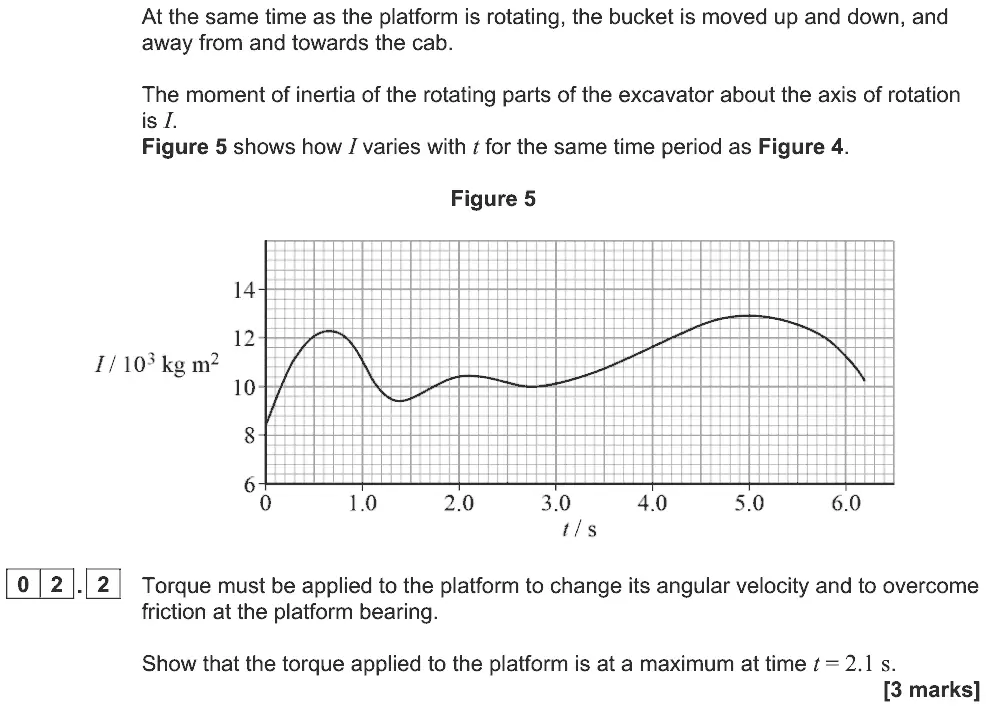 At the same time as the platform is rotating, the bucket is moved up and down, and
away from and towards the cab.
The moment of inertia of the rotating parts of the excavator about the axis of rotation
is I.
Figure 5 shows how I varies with t for the same time period as Figure 4.
Figure 5
14
12
I / 10³ kg m²
10
8
6
0 1.0 2.0 3.0 4.0 5.0 6.0
t / s
0 2 . 2 Torque must be applied to the platform to change its angular velocity and to overcome
friction at the platform bearing.
Show that the torque applied to the platform is at a maximum at time t = 2.1 s.
[3 marks]